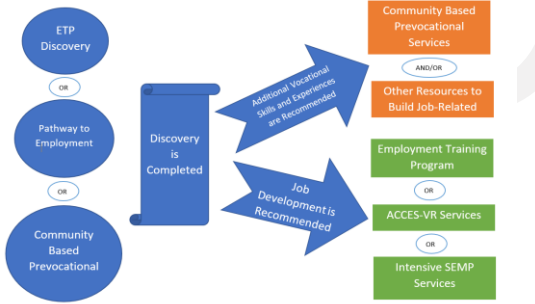 ETP
Discovery
OR
Pathway to
Employment
OR
Community
Based
Prevocational
Discovery
is
Completed
Additional Vocational
Skills and Experiences
are Recommended
Job
Development is
Recommended
Community Based
Prevocational
Services
AND/OR
Other Resources to
Build Job-Related
Employment Training
Program
OR
ACCES-VR Services
OR
Intensive SEMP
Services